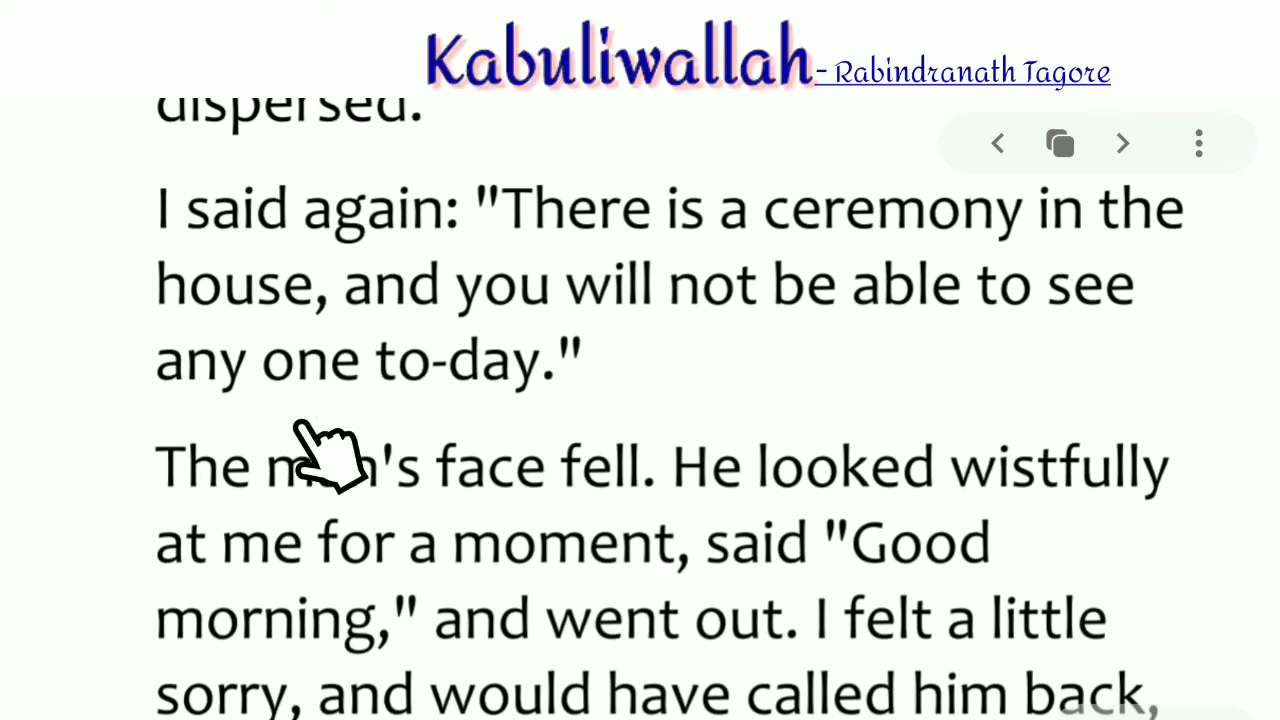 Kabuliwallah - Rabindranath Tagore
dispersed.
I said again: "There is a ceremony in the
house, and you will not be able to see
any one to-day."
The man's face fell. He looked wistfully
at me for a moment, said "Good
morning," and went out. I felt a little
sorry, and would have called him back,